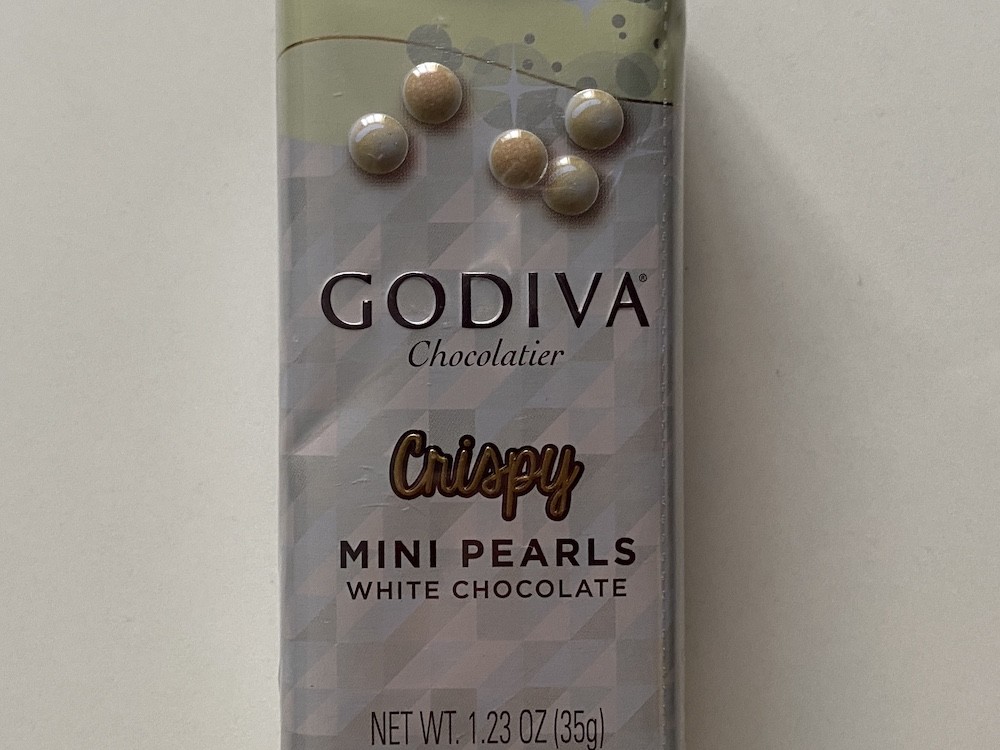 GODIVA®
Chocolatier
Crispy
MINI PEARLS
WHITE CHOCOLATE
NET WT. 1.23 OZ (35g)